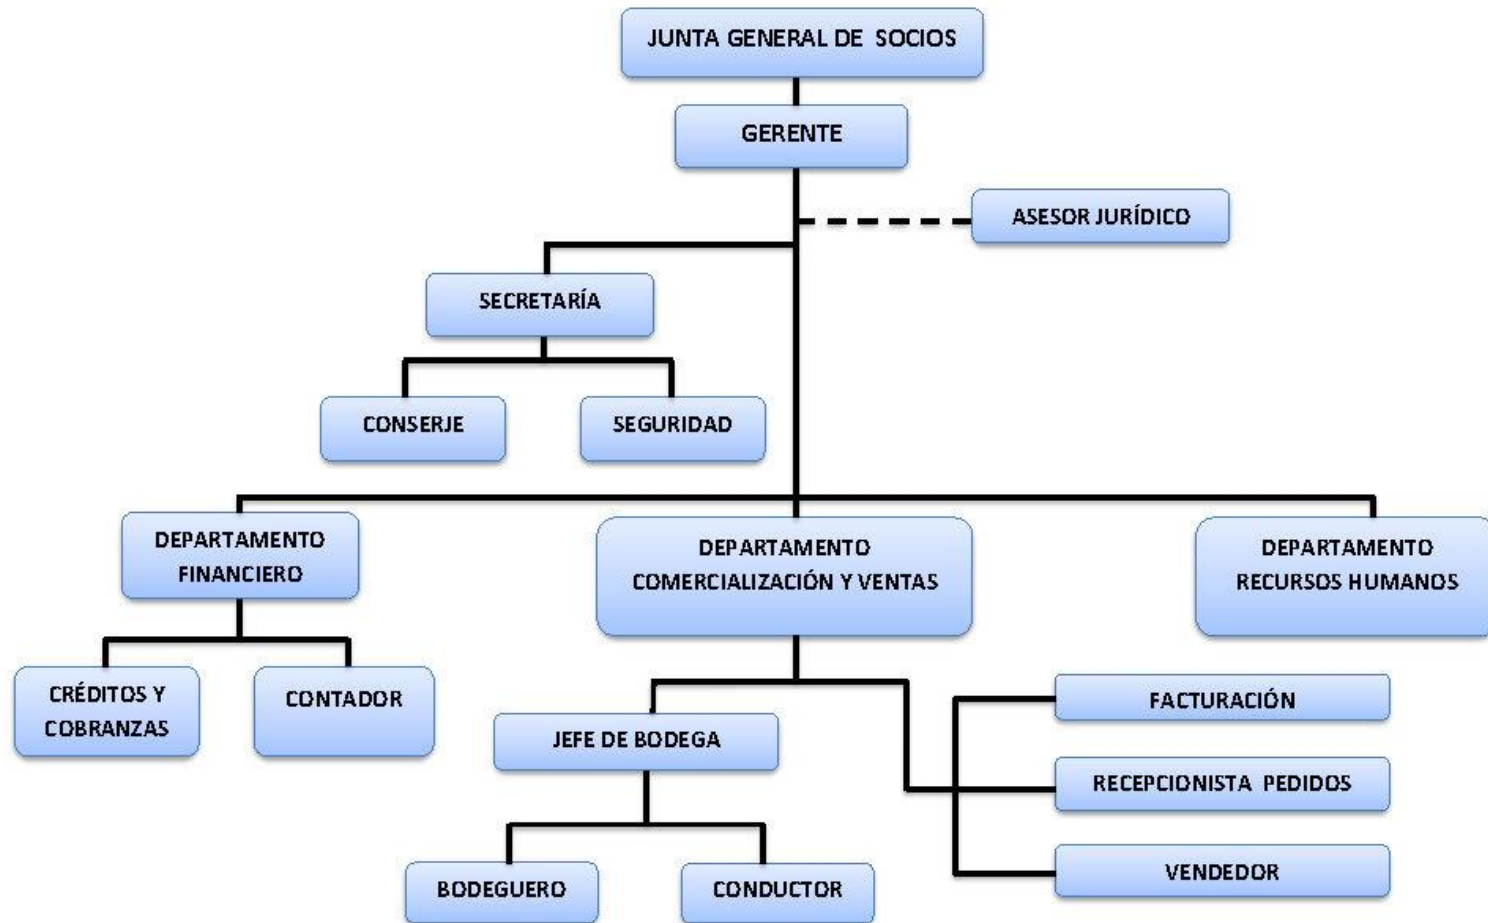 JUNTA GENERAL DE SOCIOS
GERENTE
ASESOR JURÍDICO
SECRETARÍA
CONSERJE
SEGURIDAD
DEPARTAMENTO
FINANCIERO
DEPARTAMENTO
COMERCIALIZACIÓN Y VENTAS
DEPARTAMENTO
RECURSOS HUMANOS
CRÉDITOS Y
COBRANZAS
CONTADOR
JEFE DE BODEGA
FACTURACIÓN
RECEPCIONISTA PEDIDOS
VENDEDOR
BODEGUERO
CONDUCTOR